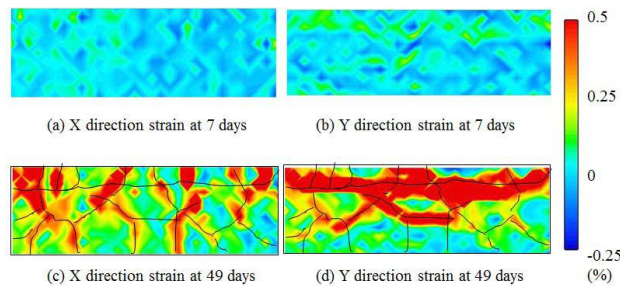 0.5
(a) X direction strain at 7 days
(b) Y direction strain at 7 days
0.25
0
(c) X direction strain at 49 days
(d) Y direction strain at 49 days
-0.25
(%)